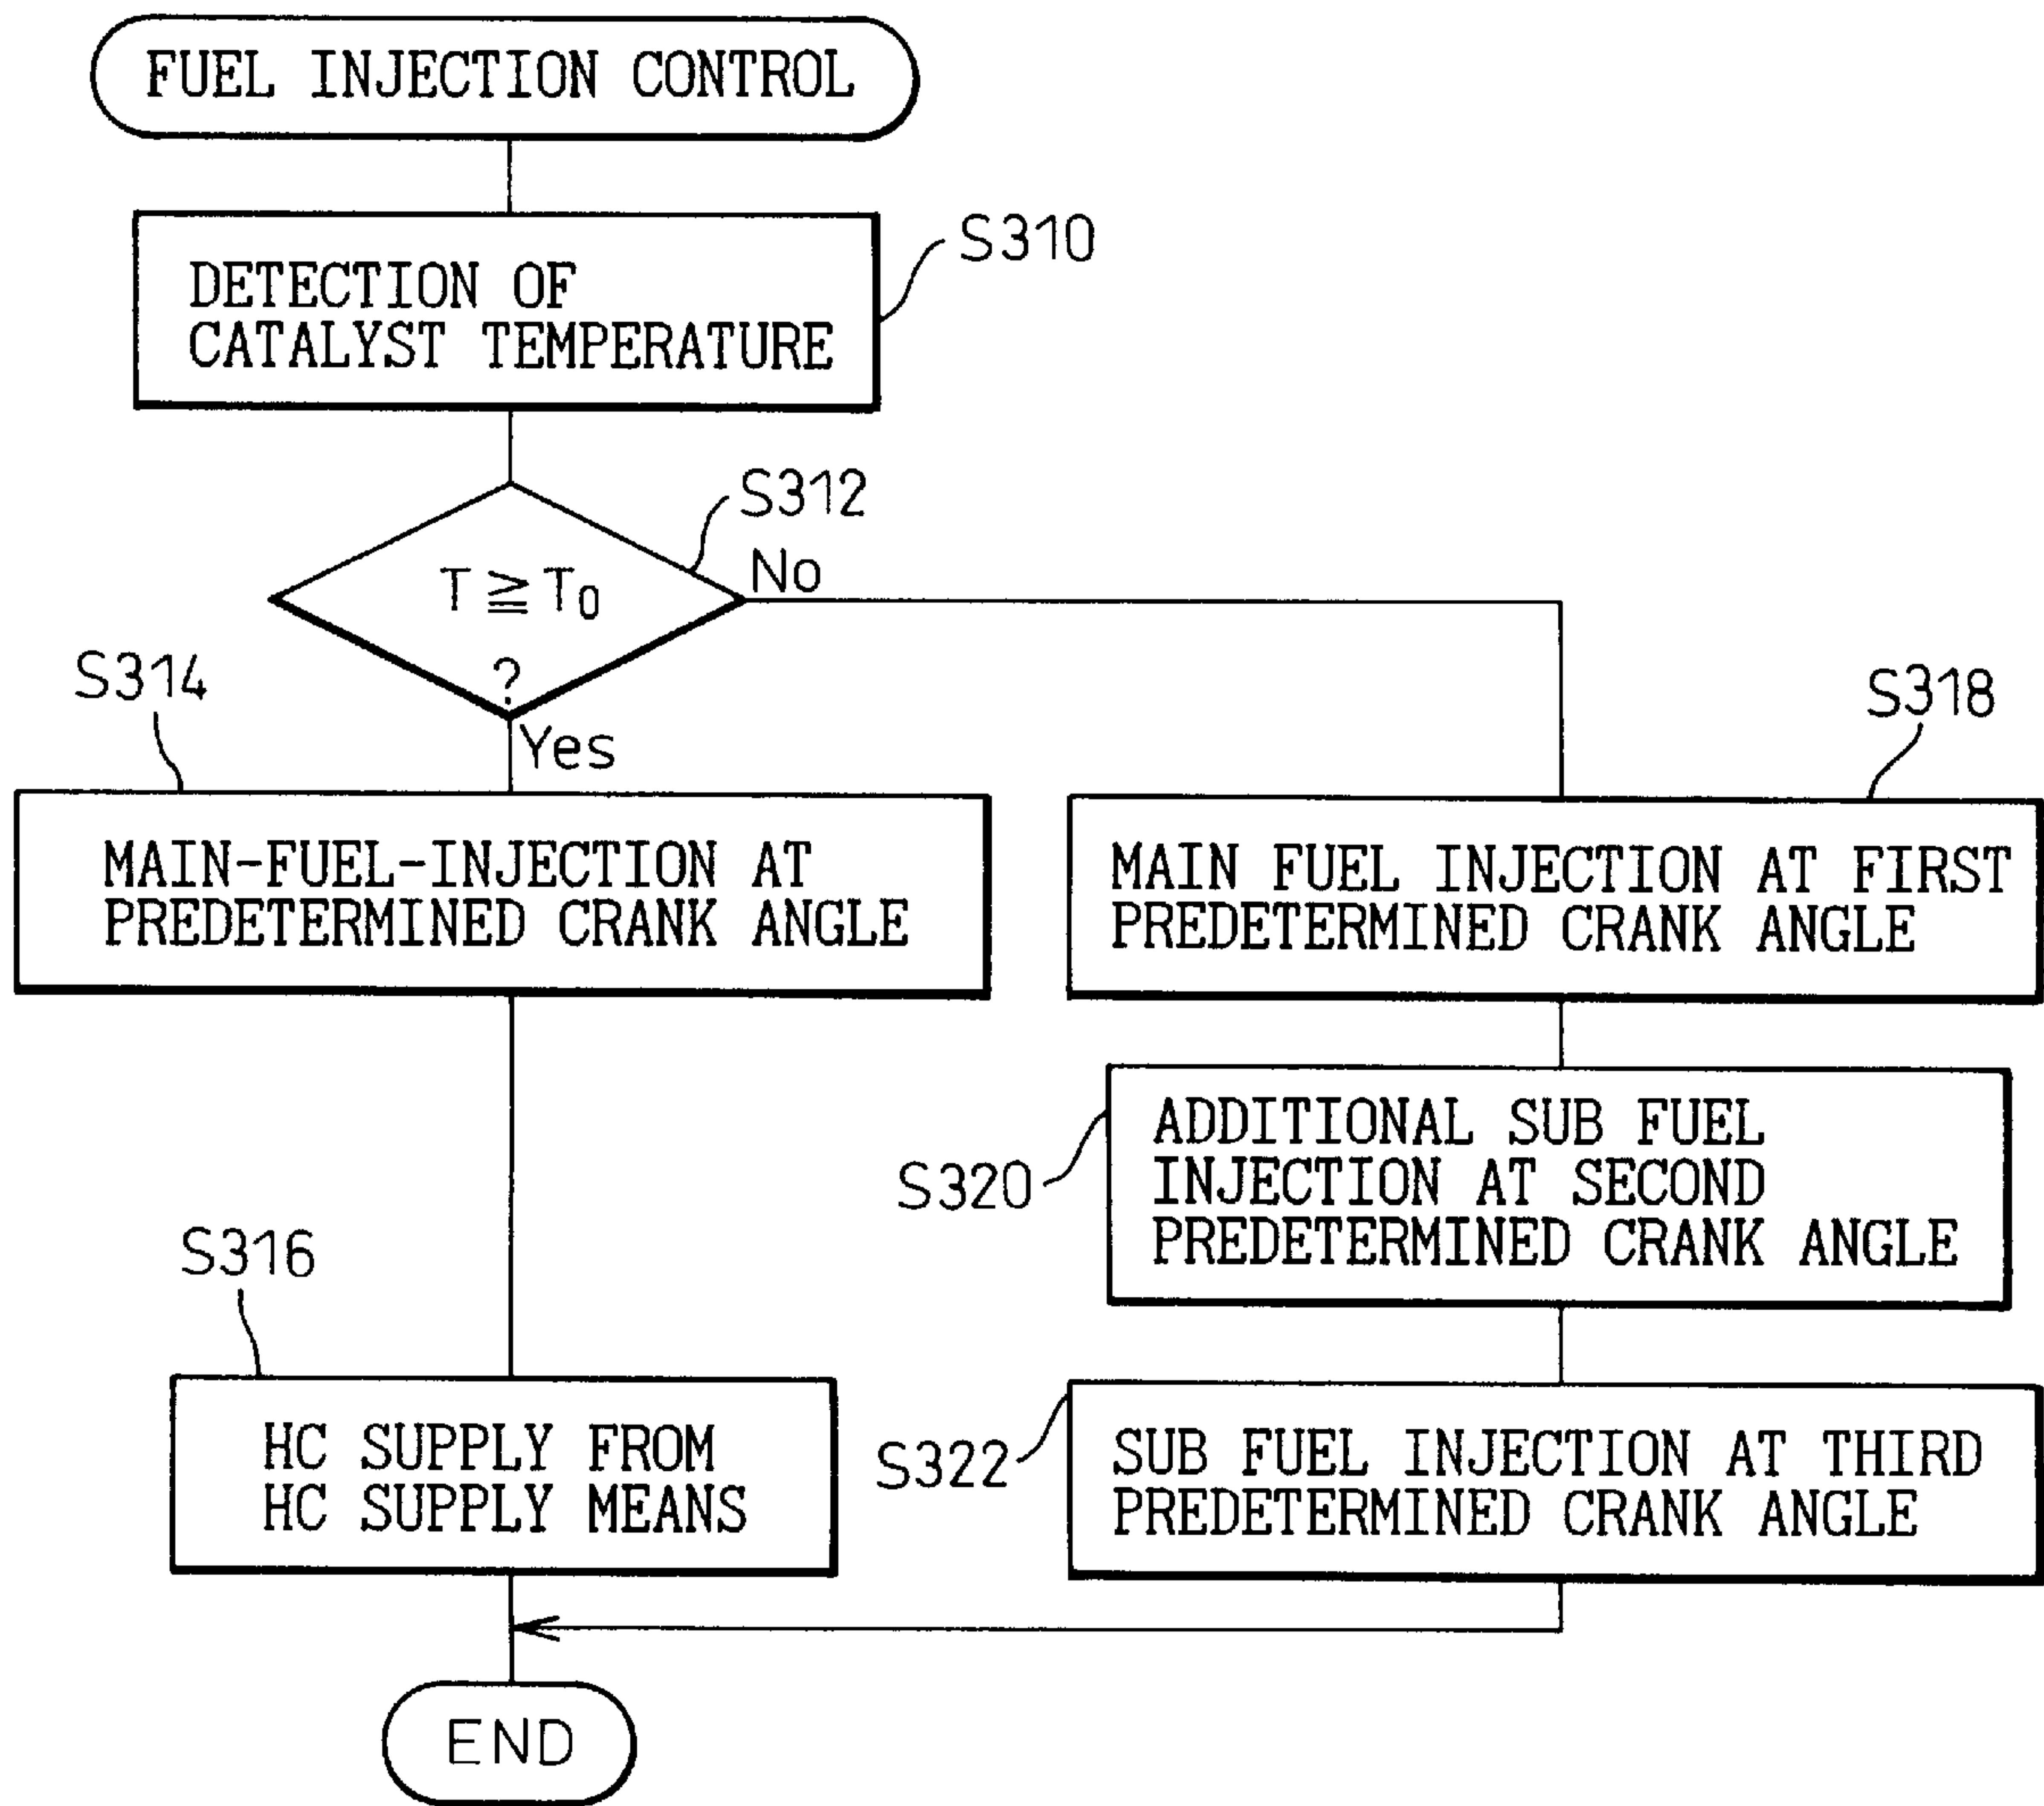 FUEL INJECTION CONTROL
S310
DETECTION OF
CATALYST TEMPERATURE
S312
T ≧ T0
?
No
Yes
S314
MAIN-FUEL-INJECTION AT
PREDETERMINED CRANK ANGLE
S318
MAIN FUEL INJECTION AT FIRST
PREDETERMINED CRANK ANGLE
S320
ADDITIONAL SUB FUEL
INJECTION AT SECOND
PREDETERMINED CRANK ANGLE
S316
HC SUPPLY FROM
HC SUPPLY MEANS
S322
SUB FUEL INJECTION AT THIRD
PREDETERMINED CRANK ANGLE
END